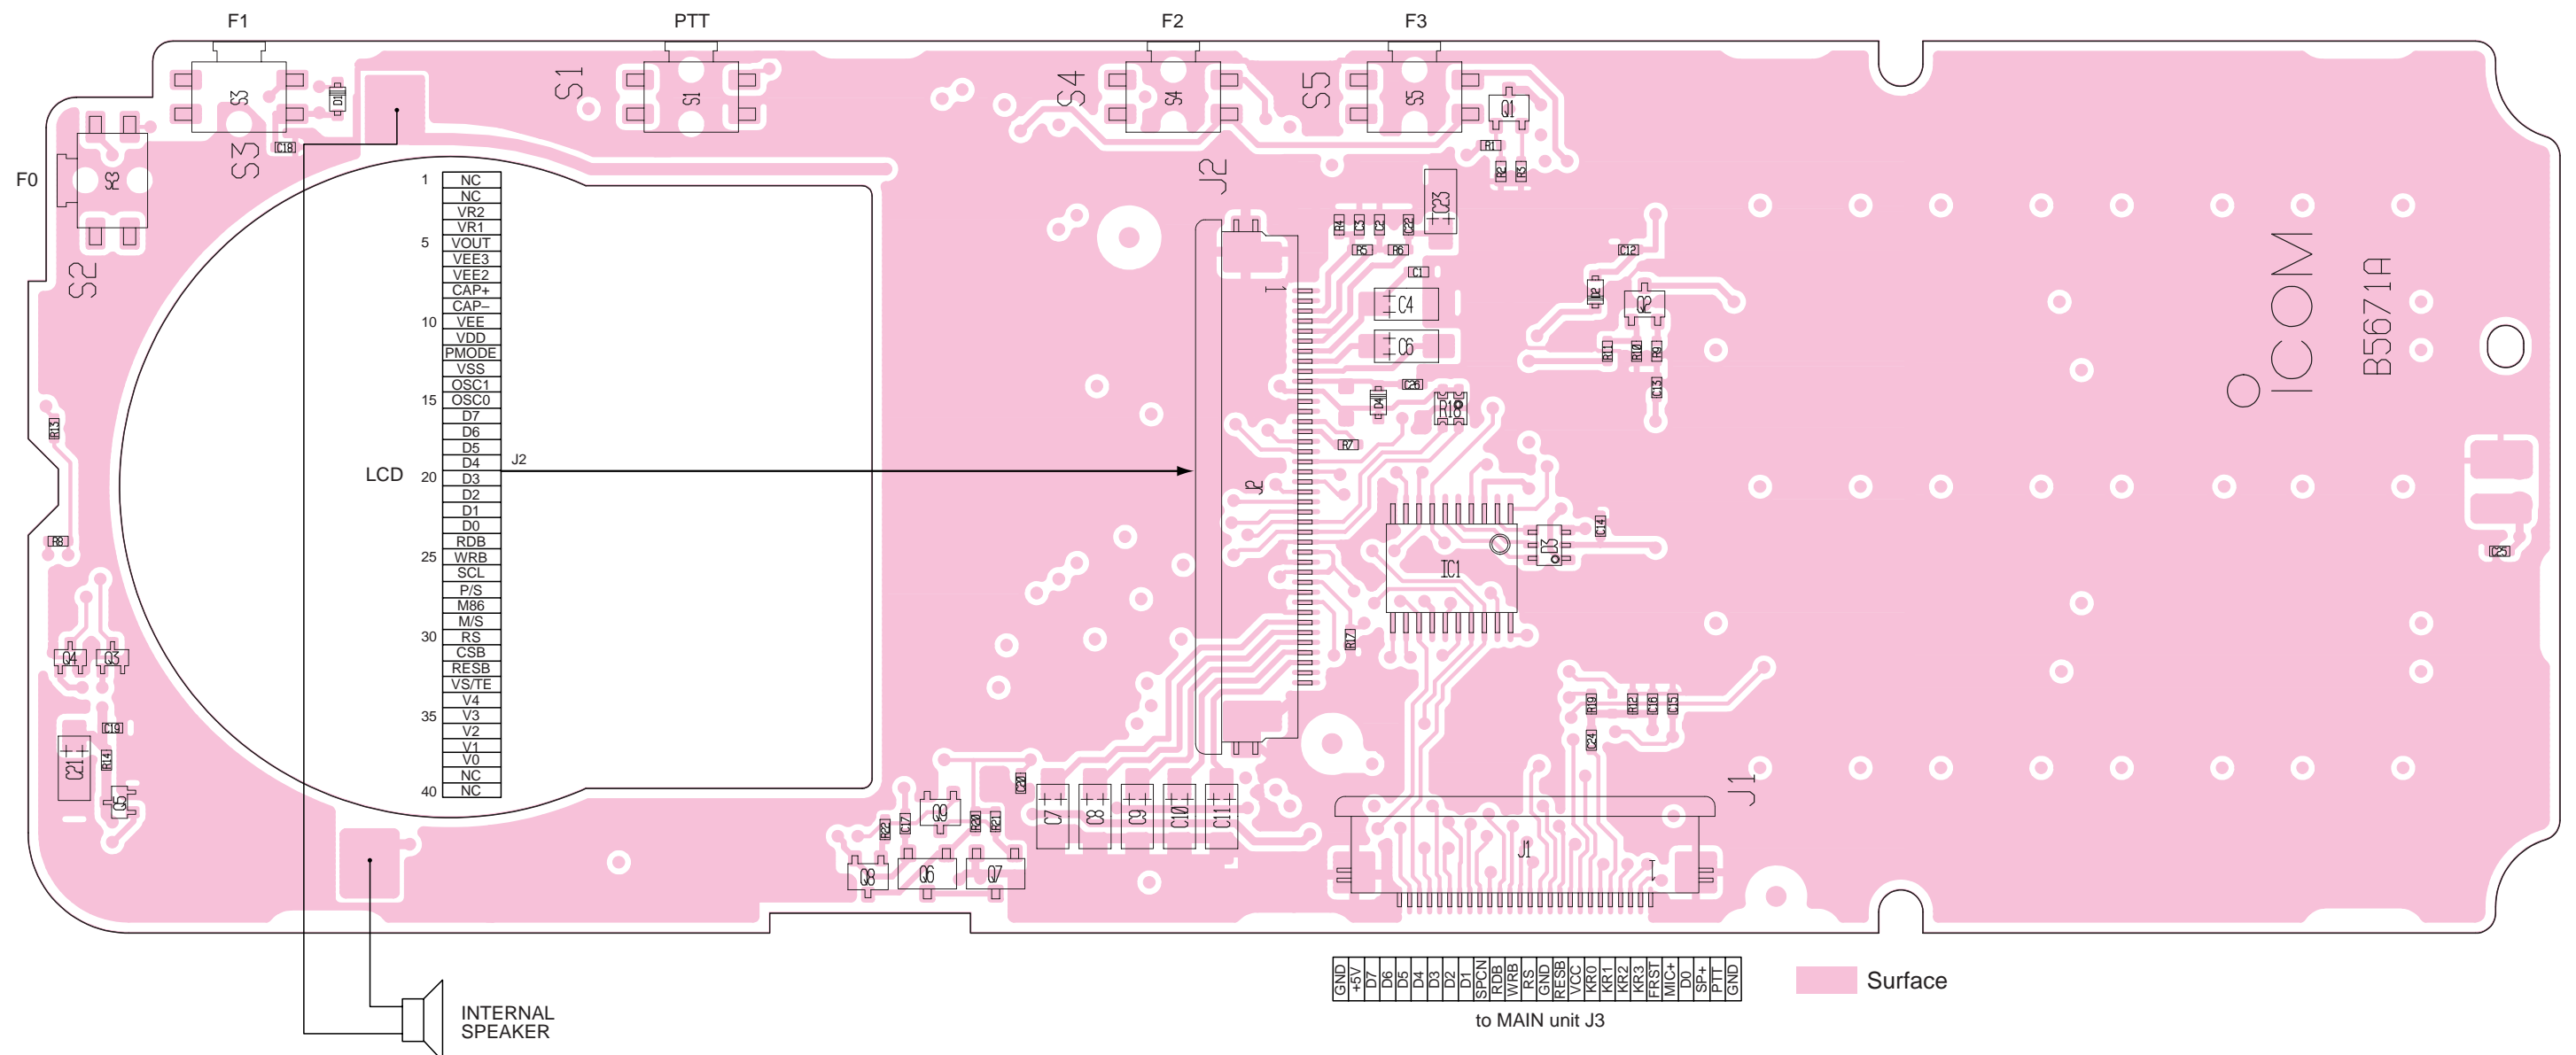 F1
PTT
F2
F3
S3
D1
S1
S1
S4
S4
S5
S5
Q1
C18
S3
R1
R2
R3
F0
S2
J2
C23
R4
C3
C2
C22
R5
R6
C12
C1
D2
C4
Q2
C6
R11
R10
R9
C26
C13
D4
R18
R7
1
1 NC
NC
VR2
VR1
5 VOUT
VEE3
VEE2
CAP+
CAP–
10 VEE
VDD
PMODE
VSS
OSC1
15 OSC0
D7
D6
D5
D4
20 D3
D2
D1
D0
RDB
25 WRB
SCL
P/S
M86
M/S
30 RS
CSB
RESB
VS/TE
V4
35 V3
V2
V1
V0
NC
40 NC
LCD
J2
J2
ICOM
B5671A
R13
R8
C14
D3
C25
IC1
R17
Q4
Q3
C19
C21
R14
Q5
R19
R12
C16
C15
C24
J1
C20
Q9
R22
C17
R20
R21
C7
C8
C9
C10
C11
Q8
Q6
Q7
J1
1
GND
+5V
D7
D6
D5
D4
D3
D2
D1
SPCN
RDB
WRB
RS
GND
RESB
VCC
KR0
KR1
KR2
KR3
FRST
MIC+
D0
SP+
PTT
GND
to MAIN unit J3
Surface
INTERNAL
SPEAKER